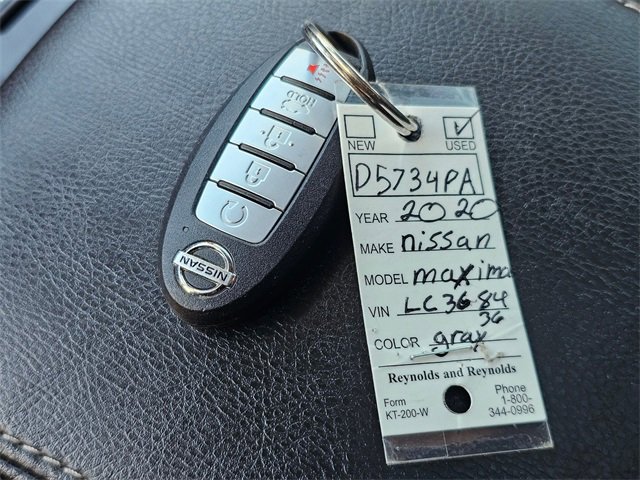 HOLD
NISSAN
NEW USED
D5734PA
YEAR 2020
MAKE nissan
MODEL maxima
VIN LC3684
36
COLOR gray
Reynolds and Reynolds
Form
KT-200-W
Phone
1-800-
344-0996